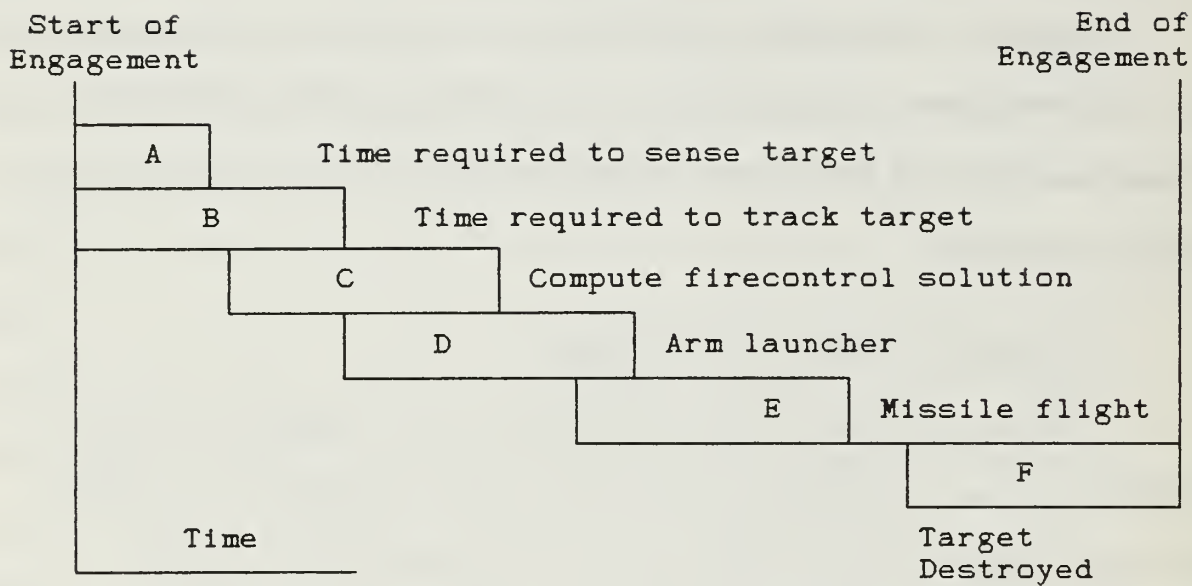 Start of
Engagement
End of
Engagement
A
Time required to sense target
B
Time required to track target
C
Compute firecontrol solution
D
Arm launcher
E
Missile flight
F
Time
Target
Destroyed